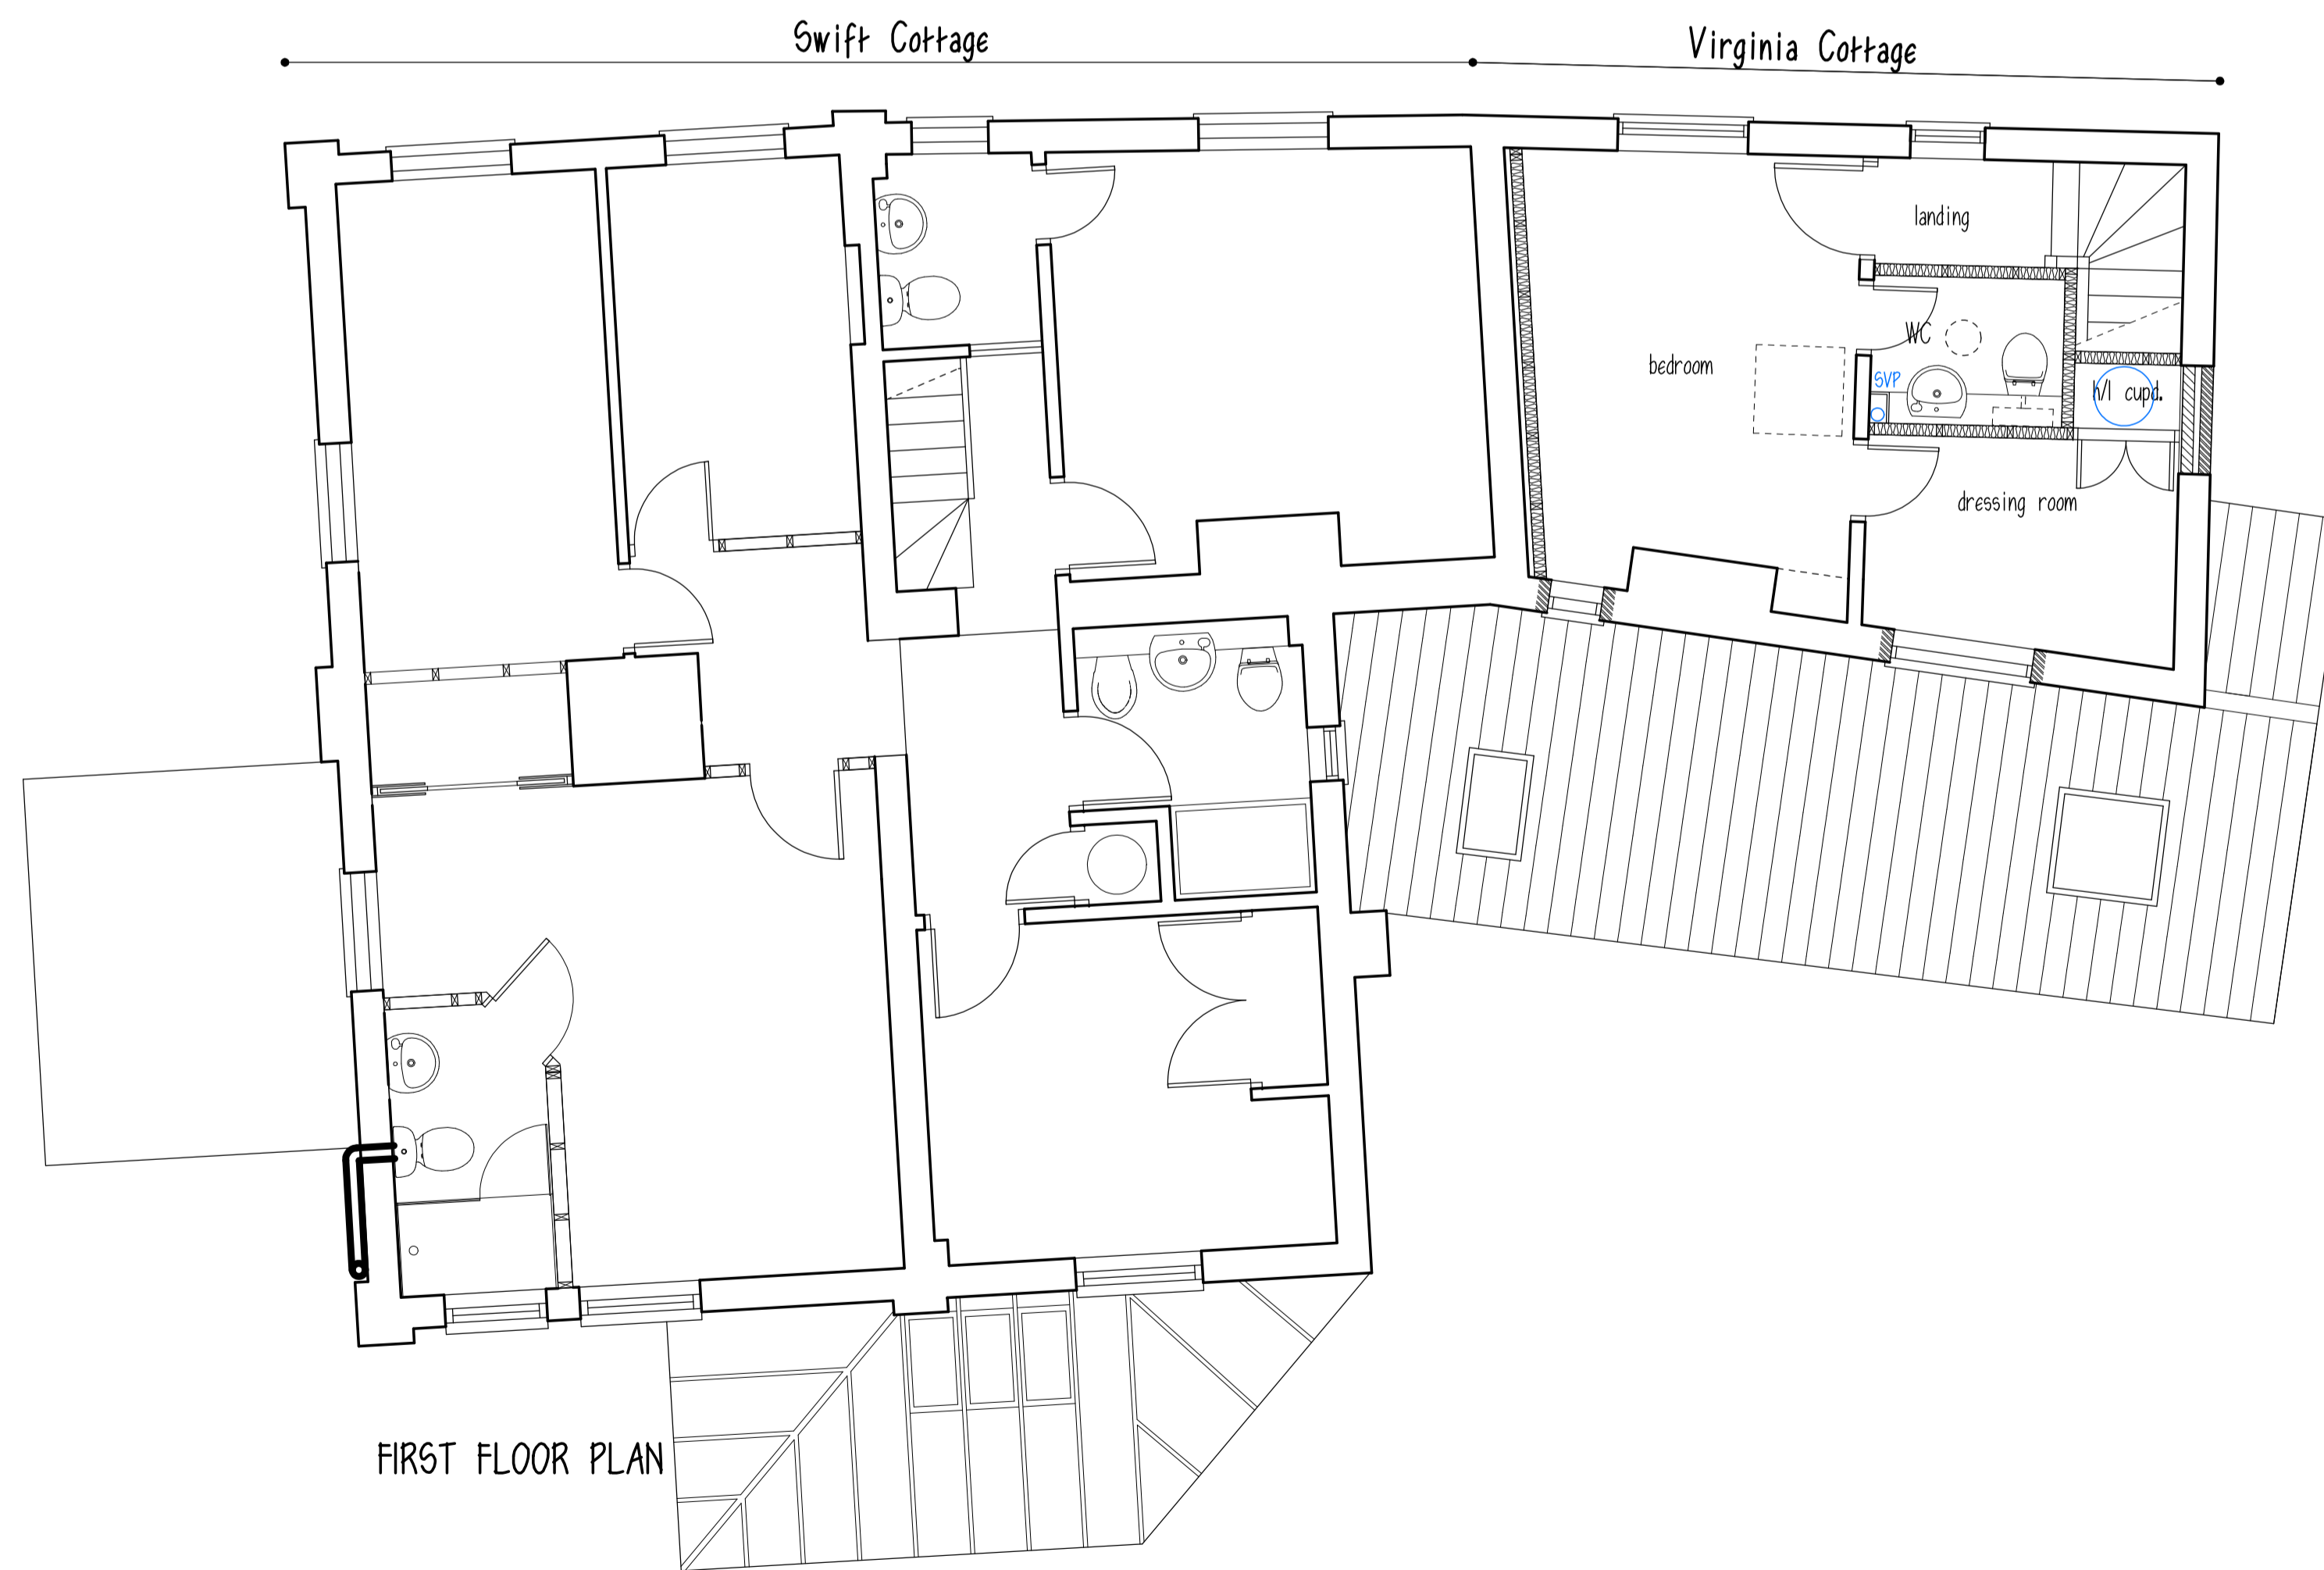 Swift Cottage
Virginia Cottage
landing
WC
bedroom
SVP
h/l cupd.
dressing room
FIRST FLOOR PLAN